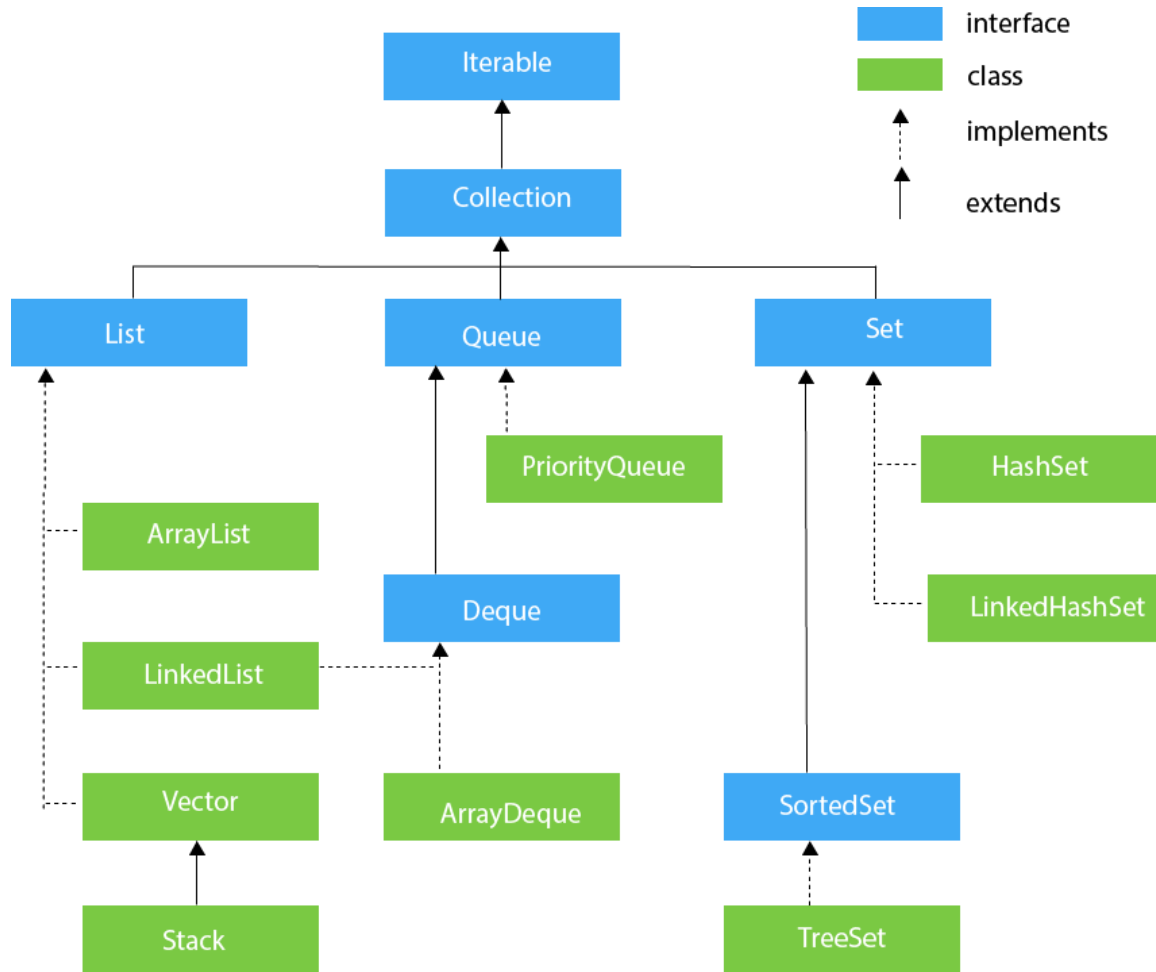 interface
Iterable
class
implements
Collection
extends
List
Queue
Set
PriorityQueue
HashSet
ArrayList
Deque
LinkedHashSet
LinkedList
Vector
ArrayDeque
SortedSet
Stack
TreeSet